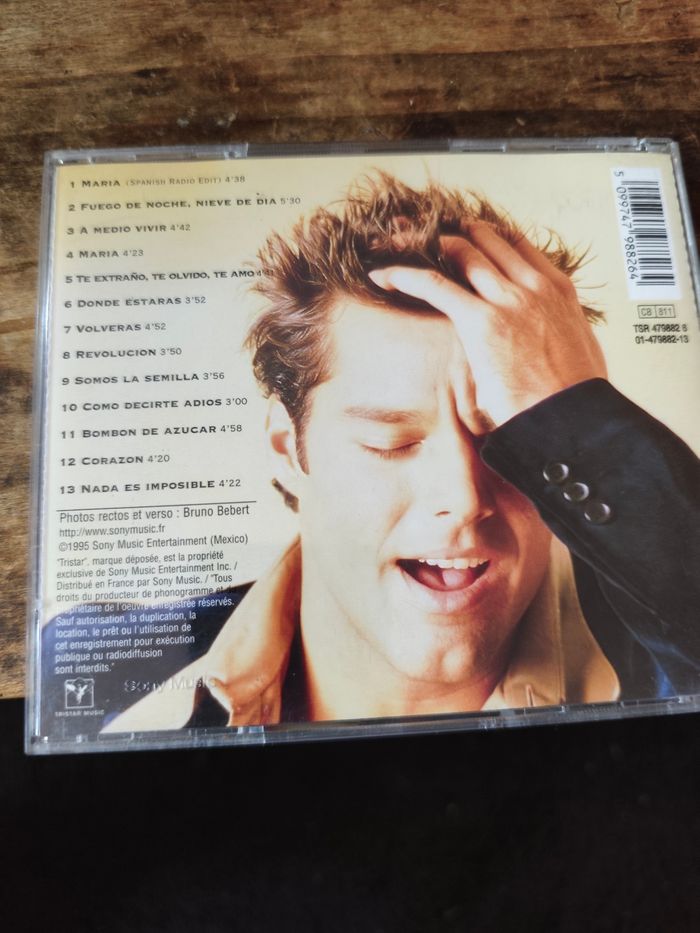 1 MARIA (SPANISH RADIO EDIT) 4'38
2 FUEGO DE NOCHE, NIEVE DE DIA 5'30
3 A MEDIO VIVIR 4'42
4 MARIA 4'23
5 TE EXTRAÑO, TE OLVIDO, TE AMO 4'41
6 DONDE ESTARAS 3'52
7 VOLVERAS 4'52
8 REVOLUCION 3'50
9 SOMOS LA SEMILLA 3'56
10 COMO DECIRTE ADIOS 3'00
11 BOMBON DE AZUCAR 4'58
12 CORAZON 4'20
13 NADA ES IMPOSIBLE 4'22
Photos rectos et verso : Bruno Bebert
http://www.sonymusic.fr
©1995 Sony Music Entertainment (Mexico)
"Tristar", marque déposée, est la propriété
exclusive de Sony Music Entertainment Inc. /
Distribué en France par Sony Music. / "Tous
droits du producteur de phonogramme et du
propriétaire de l'oeuvre enregistrée réservés.
Sauf autorisation, la duplication, la
location, le prêt ou l'utilisation de
cet enregistrement pour exécution
publique ou radiodiffusion
sont interdits."
TRISTAR MUSIC
Sony Music
5 099747 988264
CB 811
TSR 479882 8
01-479882-13